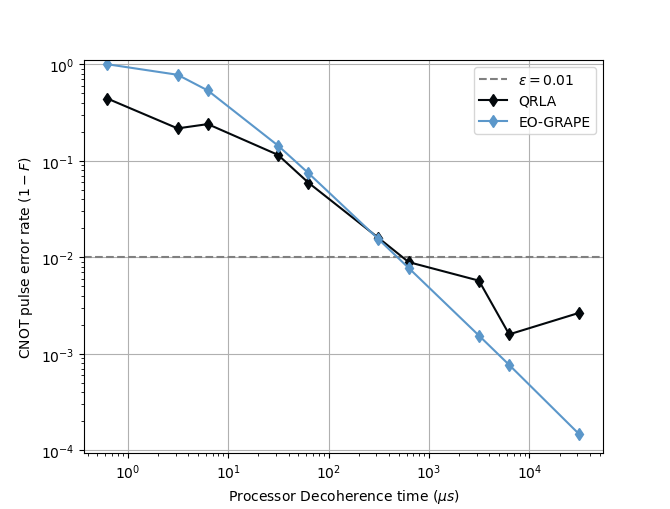 ε = 0.01
QRLA
EO-GRAPE
10⁰
10⁻¹
10⁻²
10⁻³
10⁻⁴
CNOT pulse error rate (1 − F)
10⁰ 10¹ 10² 10³ 10⁴
Processor Decoherence time (μs)